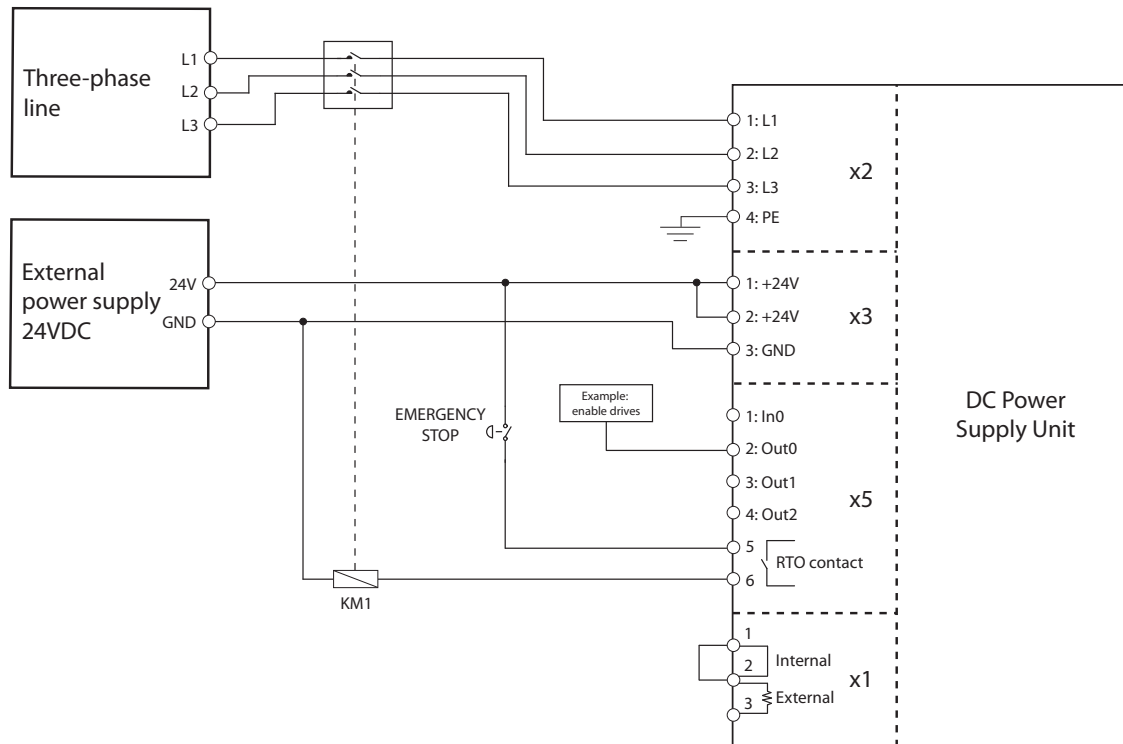 Three-phase
line
L1
L2
L3
External
power supply
24VDC
24V
GND
EMERGENCY
STOP
KM1
Example:
enable drives
1: L1
2: L2
3: L3
4: PE
x2
1: +24V
2: +24V
3: GND
x3
1: In0
2: Out0
3: Out1
4: Out2
5
6
RTO contact
x5
1
2
3
Internal
External
x1
DC Power
Supply Unit